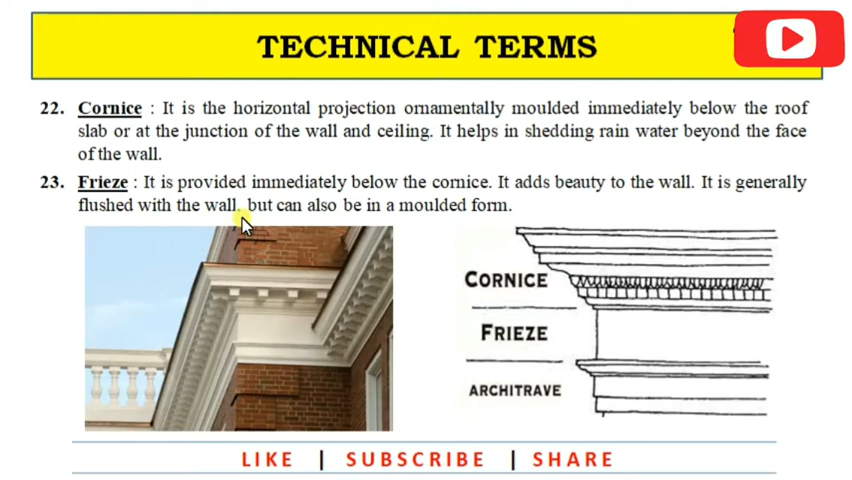 TECHNICAL TERMS
22. Cornice : It is the horizontal projection ornamentally moulded immediately below the roof
slab or at the junction of the wall and ceiling. It helps in shedding rain water beyond the face
of the wall.
23. Frieze : It is provided immediately below the cornice. It adds beauty to the wall. It is generally
flushed with the wall, but can also be in a moulded form.
CORNICE
FRIEZE
ARCHITRAVE
LIKE | SUBSCRIBE | SHARE